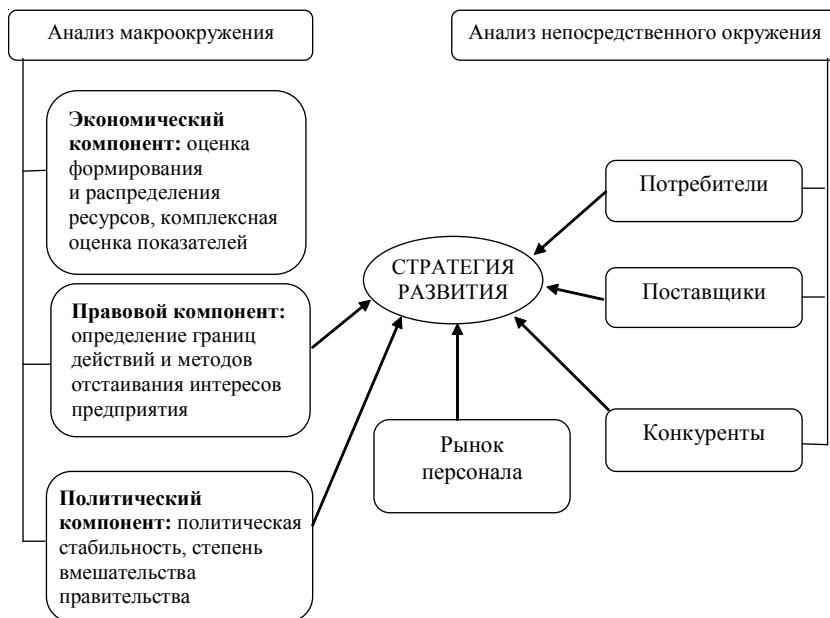 Анализ макроокружения
Анализ непосредственного окружения
Экономический
компонент: оценка
формирования
и распределения
ресурсов, комплексная
оценка показателей
Правовой компонент:
определение границ
действий и методов
отстаивания интересов
предприятия
Политический
компонент: политическая
стабильность, степень
вмешательства
правительства
СТРАТЕГИЯ
РАЗВИТИЯ
Рынок
персонала
Потребители
Поставщики
Конкуренты